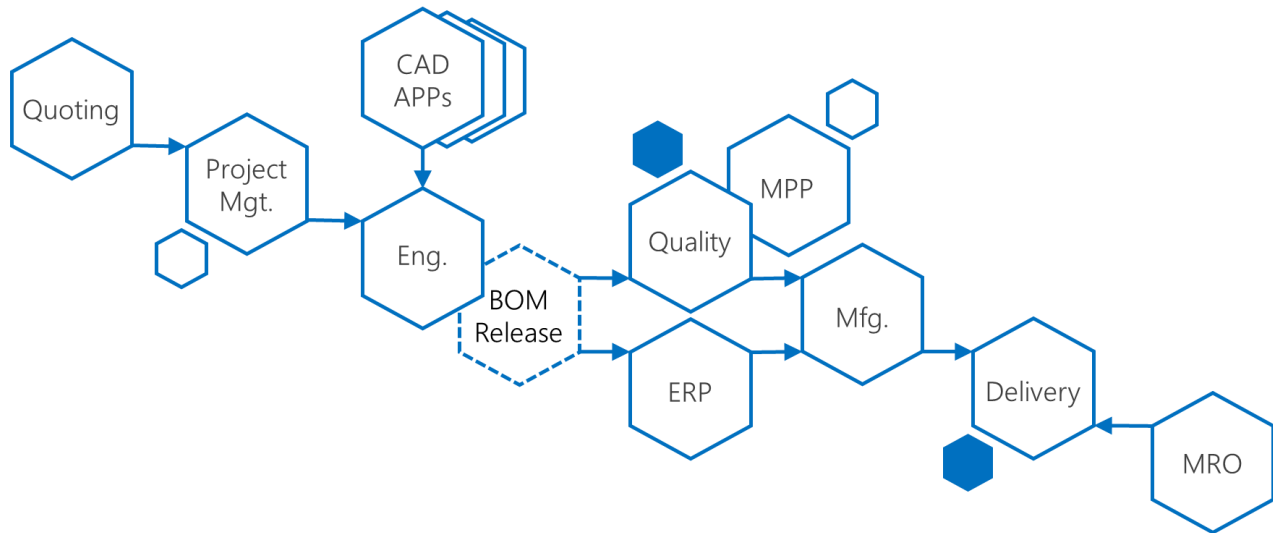 Quoting
Project
Mgt.
CAD
APPs
Eng.
BOM
Release
Quality
MPP
ERP
Mfg.
Delivery
MRO